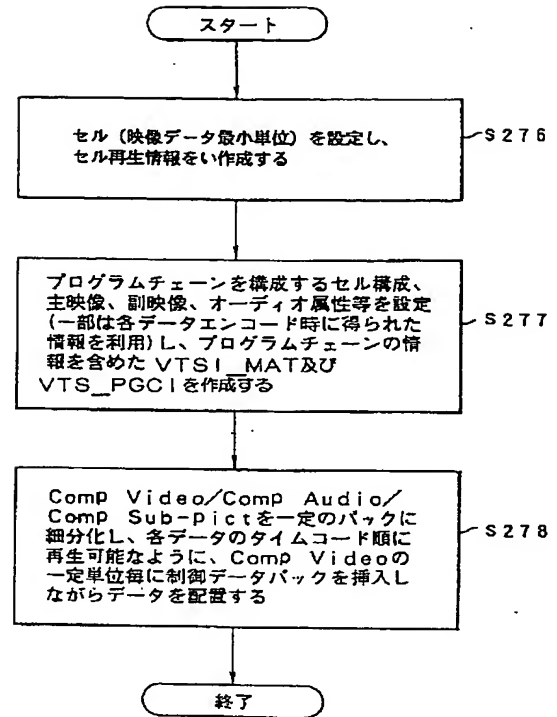 スタート
セル（映像データ最小単位）を設定し、
セル再生情報をい作成する
S276
プログラムチェーンを構成するセル構成、
主映像、副映像、オーディオ属性等を設定
(一部は各データエンコード時に得られた
情報を利用)し、プログラムチェーンの情
報を含めたVTSI_MAT及び
VTS_PGCIを作成する
S277
Comp Video/Comp Audio/
Comp Sub-pictを一定のパックに
細分化し、各データのタイムコード順に
再生可能なように、Comp Videoの
一定単位毎に制御データパックを挿入し
ながらデータを配置する
S278
終了